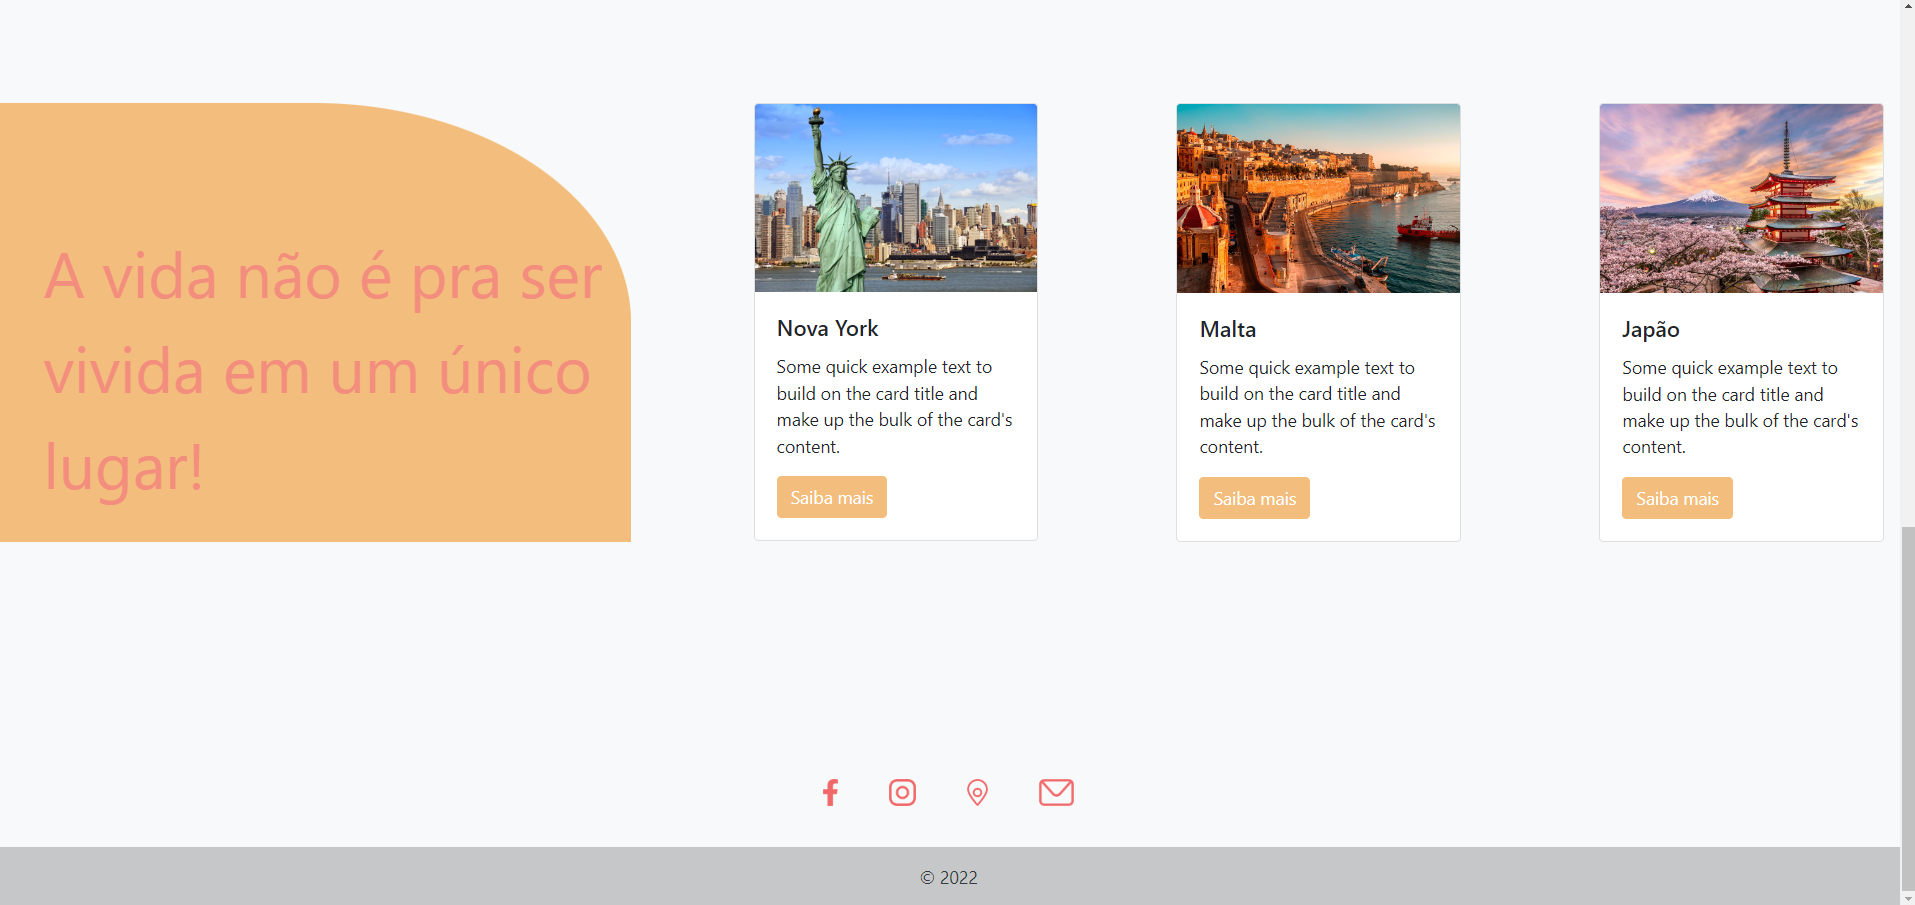 A vida não é pra ser
vivida em um único
lugar!
Nova York
Some quick example text to
build on the card title and
make up the bulk of the card's
content.
Saiba mais
Malta
Some quick example text to
build on the card title and
make up the bulk of the card's
content.
Saiba mais
Japão
Some quick example text to
build on the card title and
make up the bulk of the card's
content.
Saiba mais
© 2022